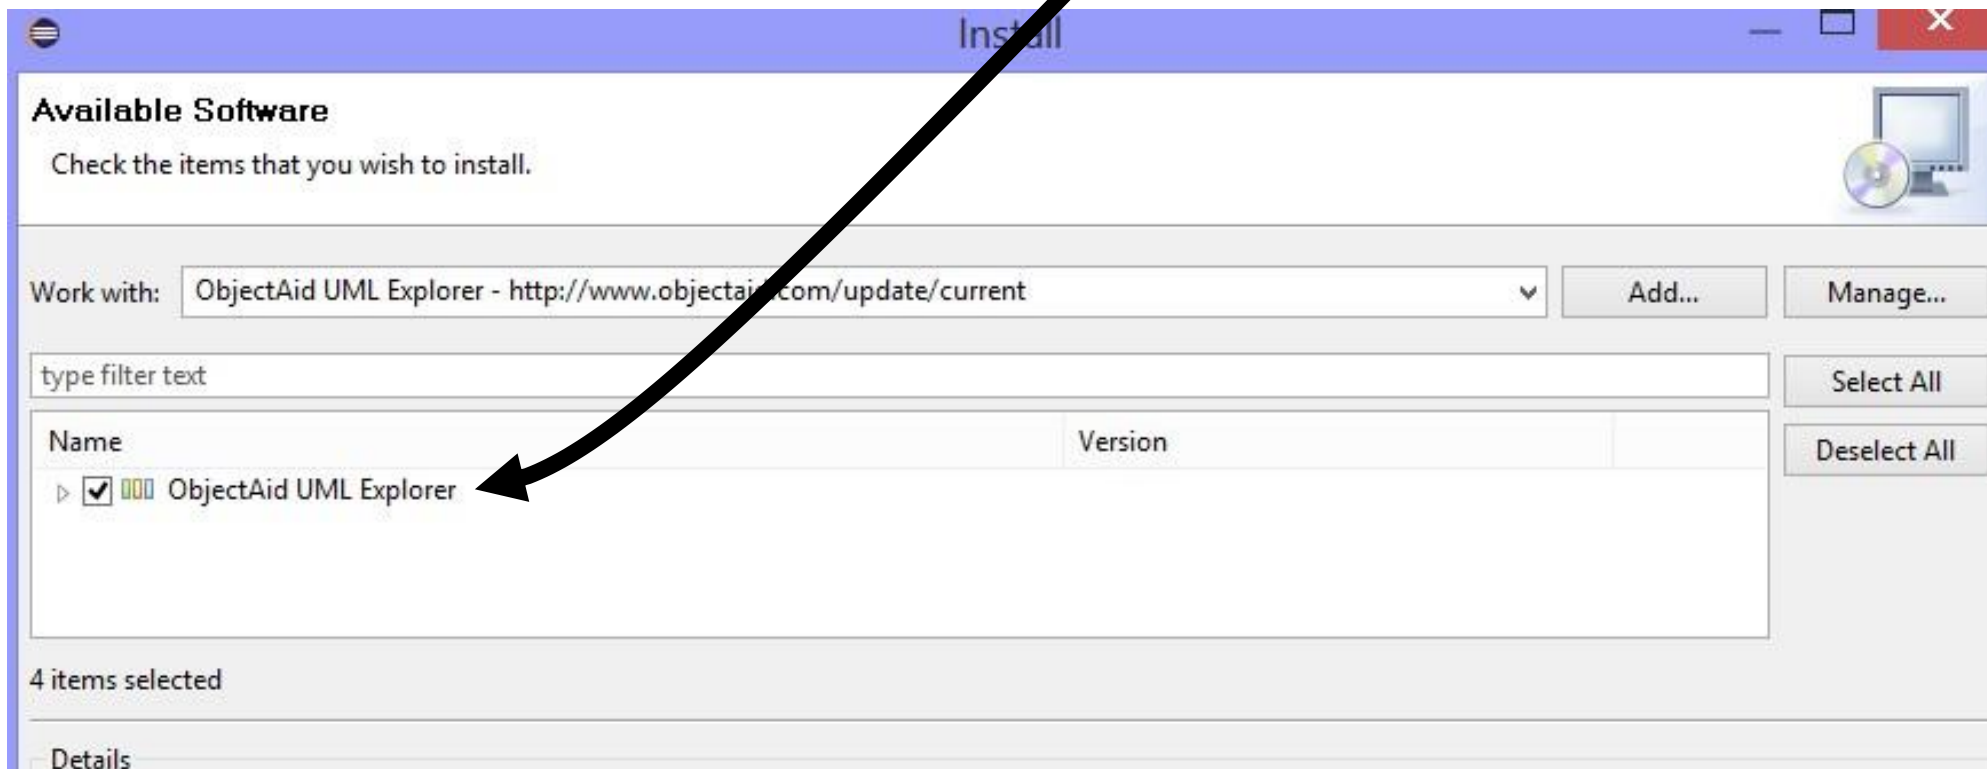 Install
Available Software
Check the items that you wish to install.
Work with: ObjectAid UML Explorer - http://www.objectaid.com/update/current Add... Manage...
type filter text Select All
Name Version Deselect All
ObjectAid UML Explorer
4 items selected
Details